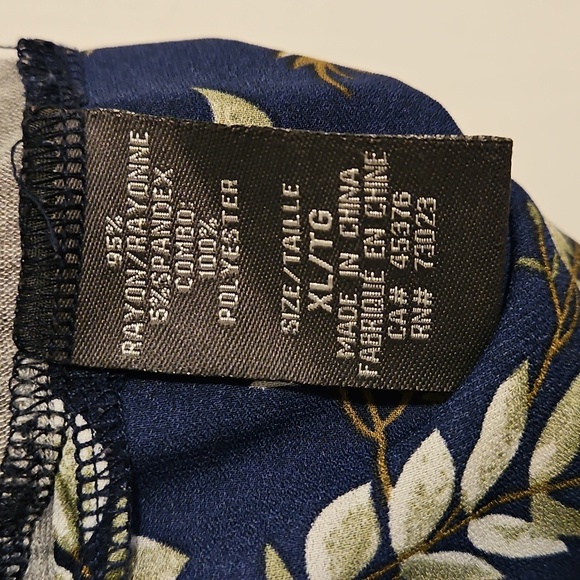 95%
RAYON/RAYONNE
5%SPANDEX
COMBO:
100%
POLYESTER
SIZE/TAILLE
XL/TG
MADE IN CHINA
FABRIQUE EN CHINE
CA# 45376
RN# 73023